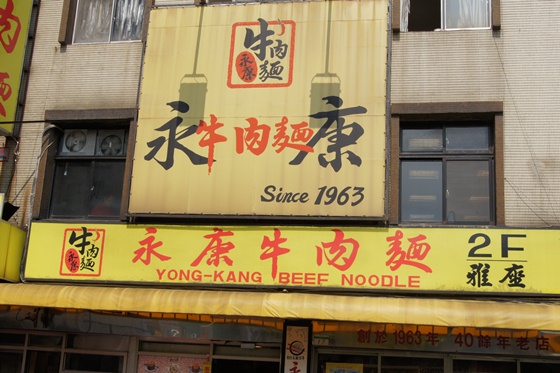 牛肉麵
永康
永牛肉麵康
Since 1963
牛肉麵
永康
永康牛肉麵
YONG-KANG BEEF NOODLE
2F
雅座
創於1963年 40餘年老店